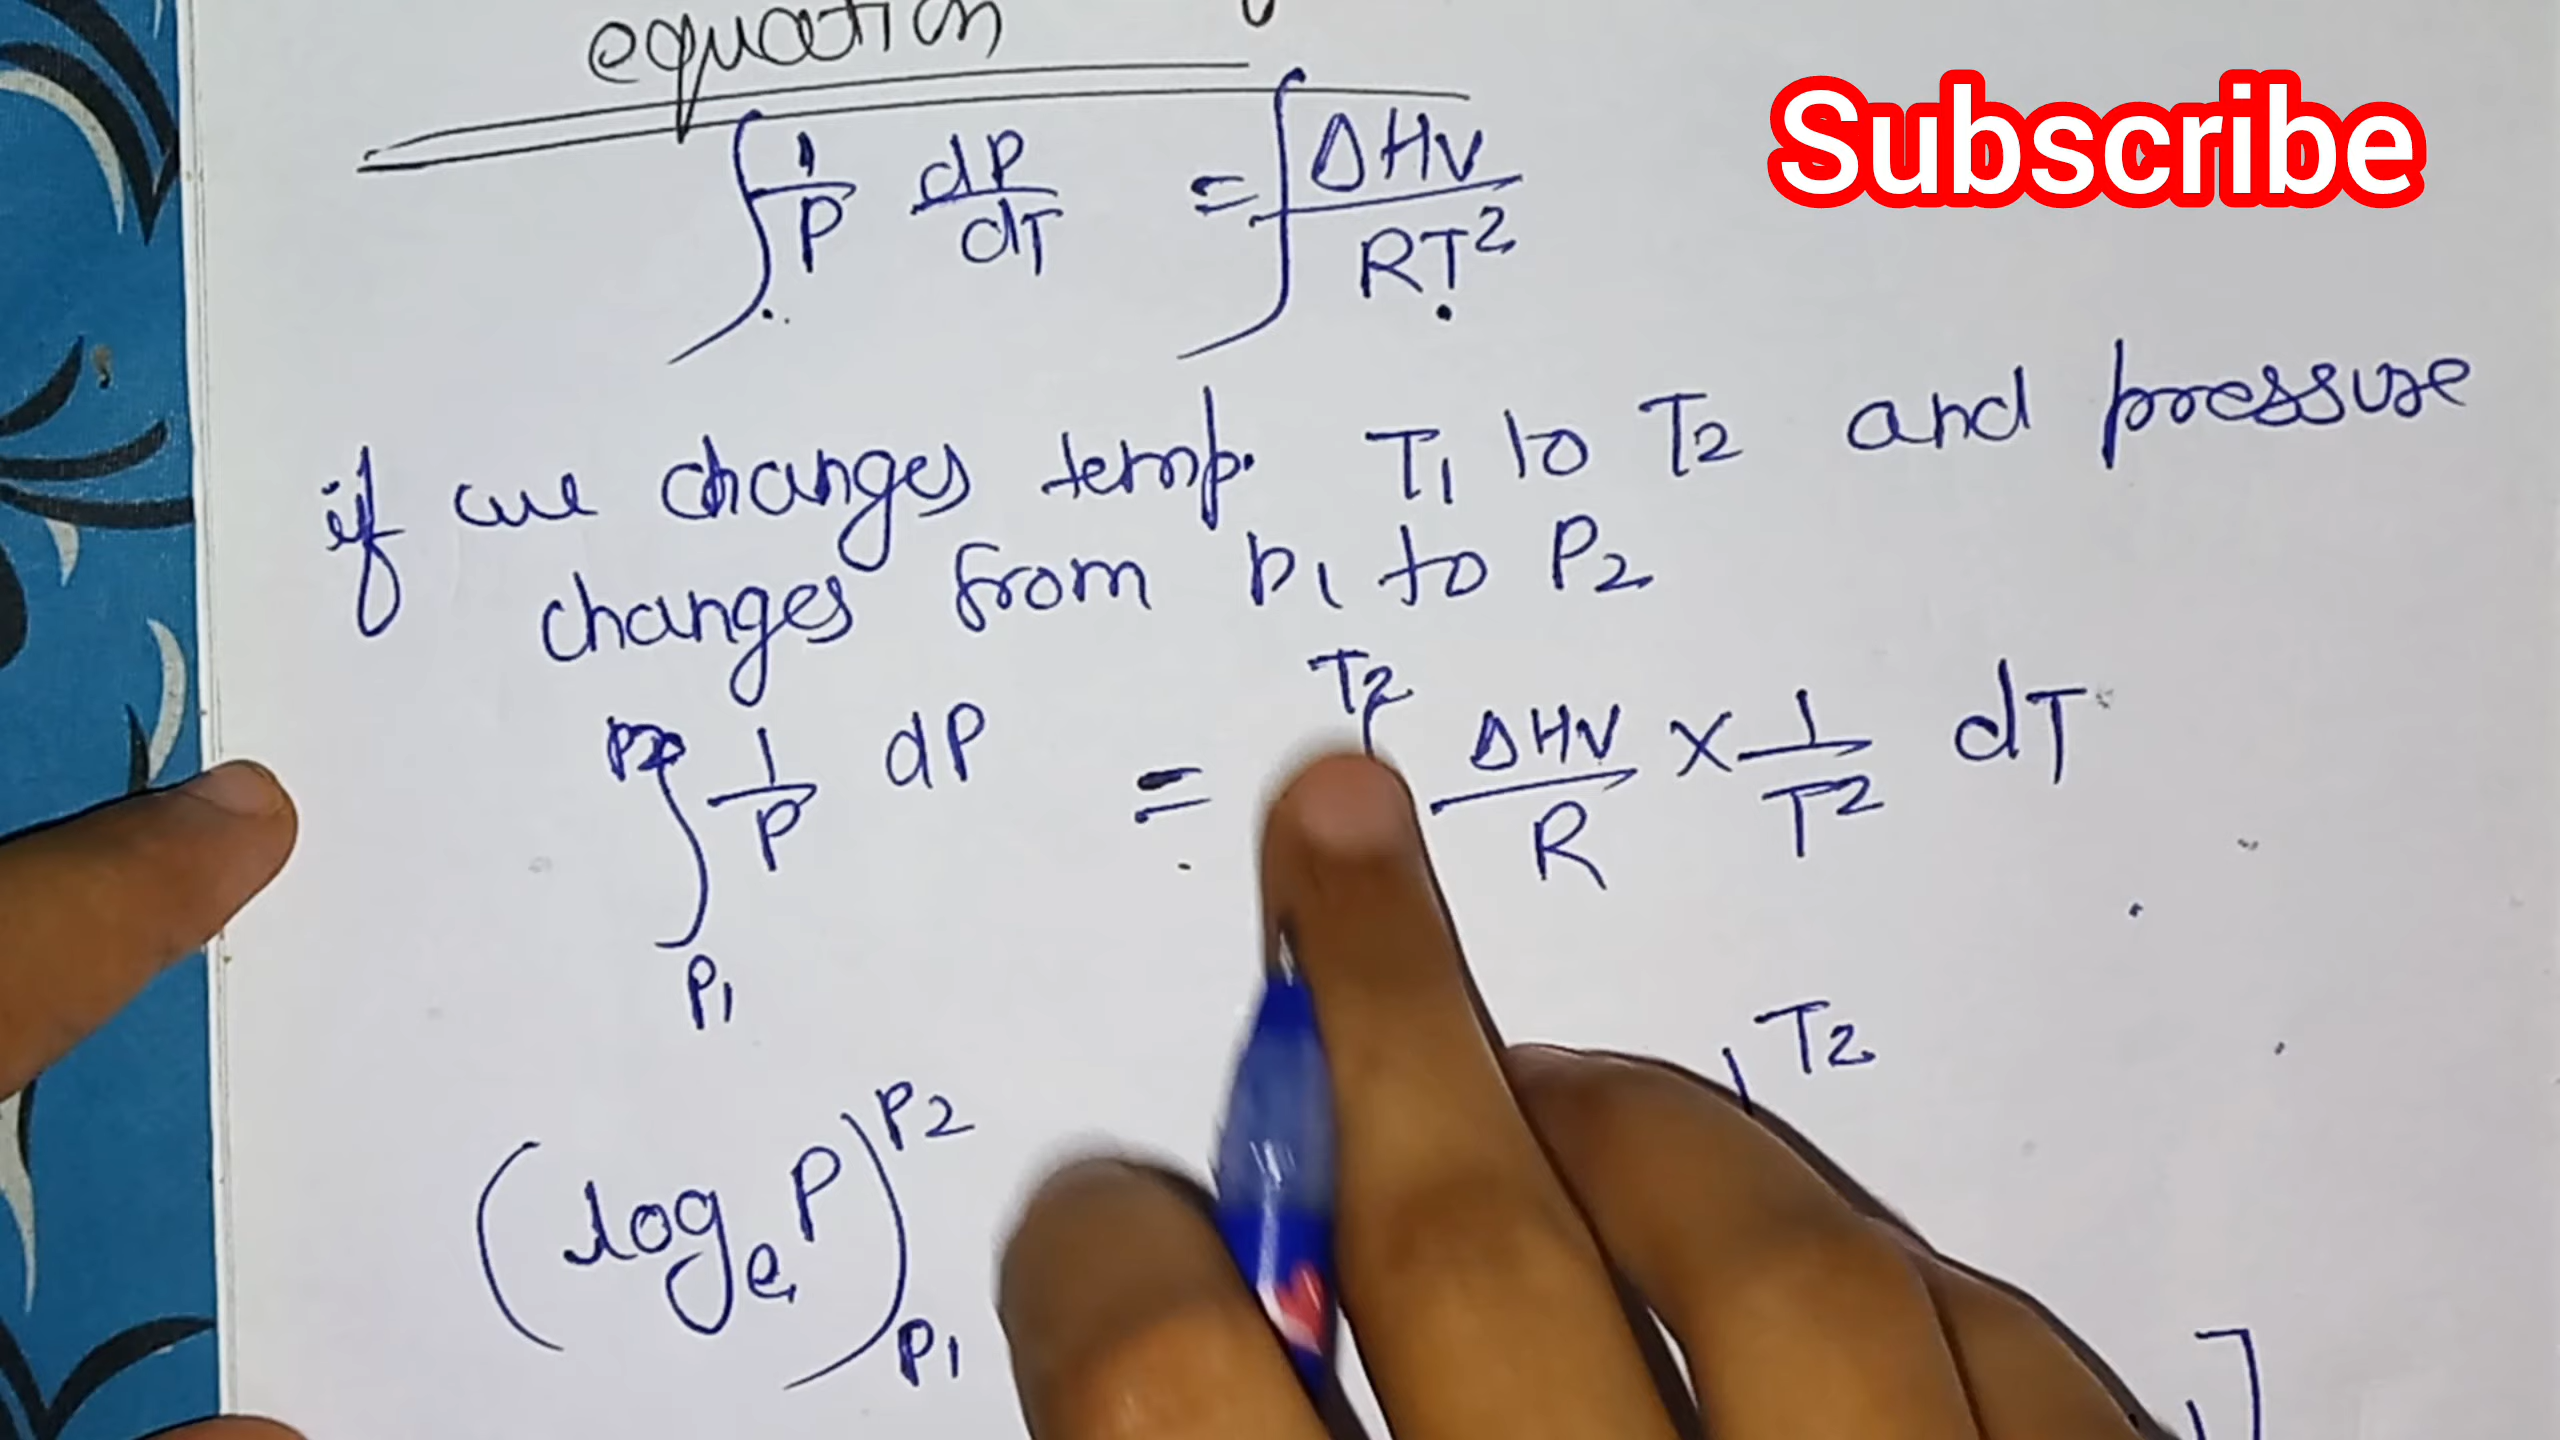 equation
Subscribe
∫ 1/P dP/dT = ∫ ΔHv/RT²
if we changes temp. T1 to T2 and pressure
changes from p1 to P2
∫ P2 P1 1/P dP = T2 ΔHv/R × 1/T² dT
(log e P) P2 P1
T2
]